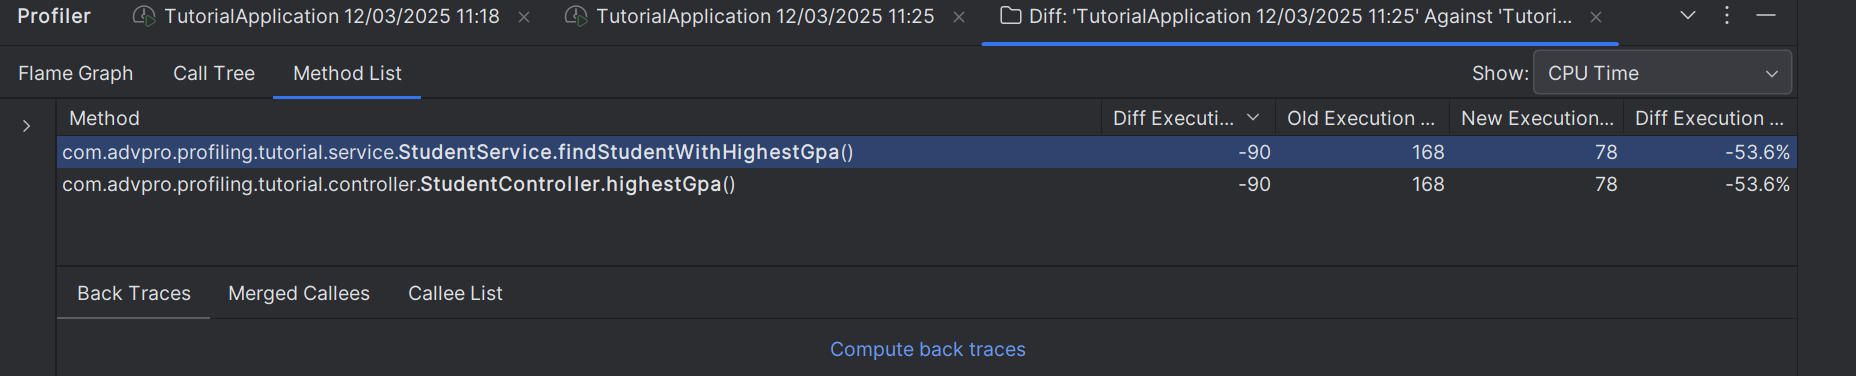 Profiler TutorialApplication 12/03/2025 11:18 TutorialApplication 12/03/2025 11:25 Diff: 'TutorialApplication 12/03/2025 11:25' Against 'Tutori...
Flame Graph Call Tree Method List Show: CPU Time
Method Diff Executi... Old Execution ... New Execution... Diff Execution ...
com.advpro.profiling.tutorial.service.StudentService.findStudentWithHighestGpa() -90 168 78 -53.6%
com.advpro.profiling.tutorial.controller.StudentController.highestGpa() -90 168 78 -53.6%
Back Traces Merged Callees Callee List
Compute back traces